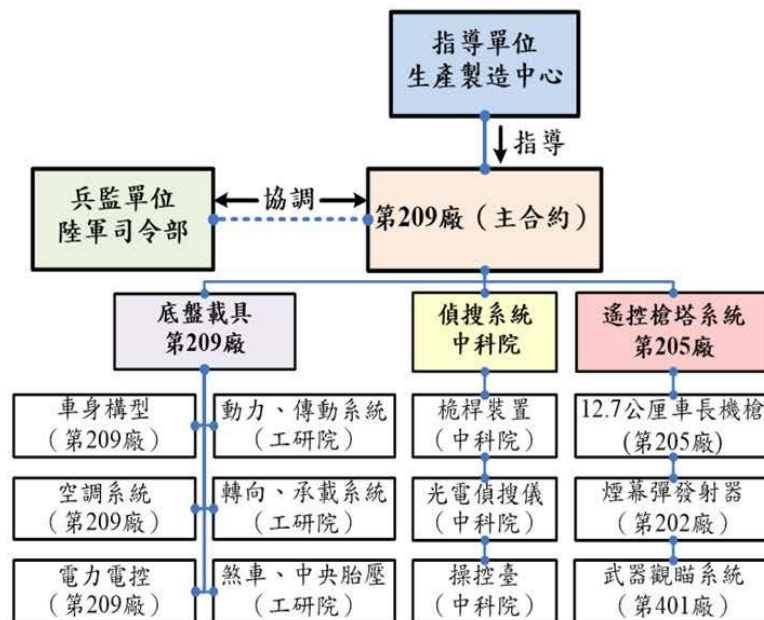 指導單位
生產製造中心
指導
兵監單位
陸軍司令部
協調
第209廠（主合約）
底盤載具
第209廠
偵搜系統
中科院
遙控槍塔系統
第205廠
車身構型
（第209廠）
動力、傳動系統
（工研院）
桅桿裝置
（中科院）
12.7公厘車長機槍
(第205廠)
空調系統
（第209廠）
轉向、承載系統
（工研院）
光電偵搜儀
（中科院）
煙幕彈發射器
（第202廠）
電力電控
（第209廠）
煞車、中央胎壓
（工研院）
操控臺
（中科院）
武器觀瞄系統
（第401廠）